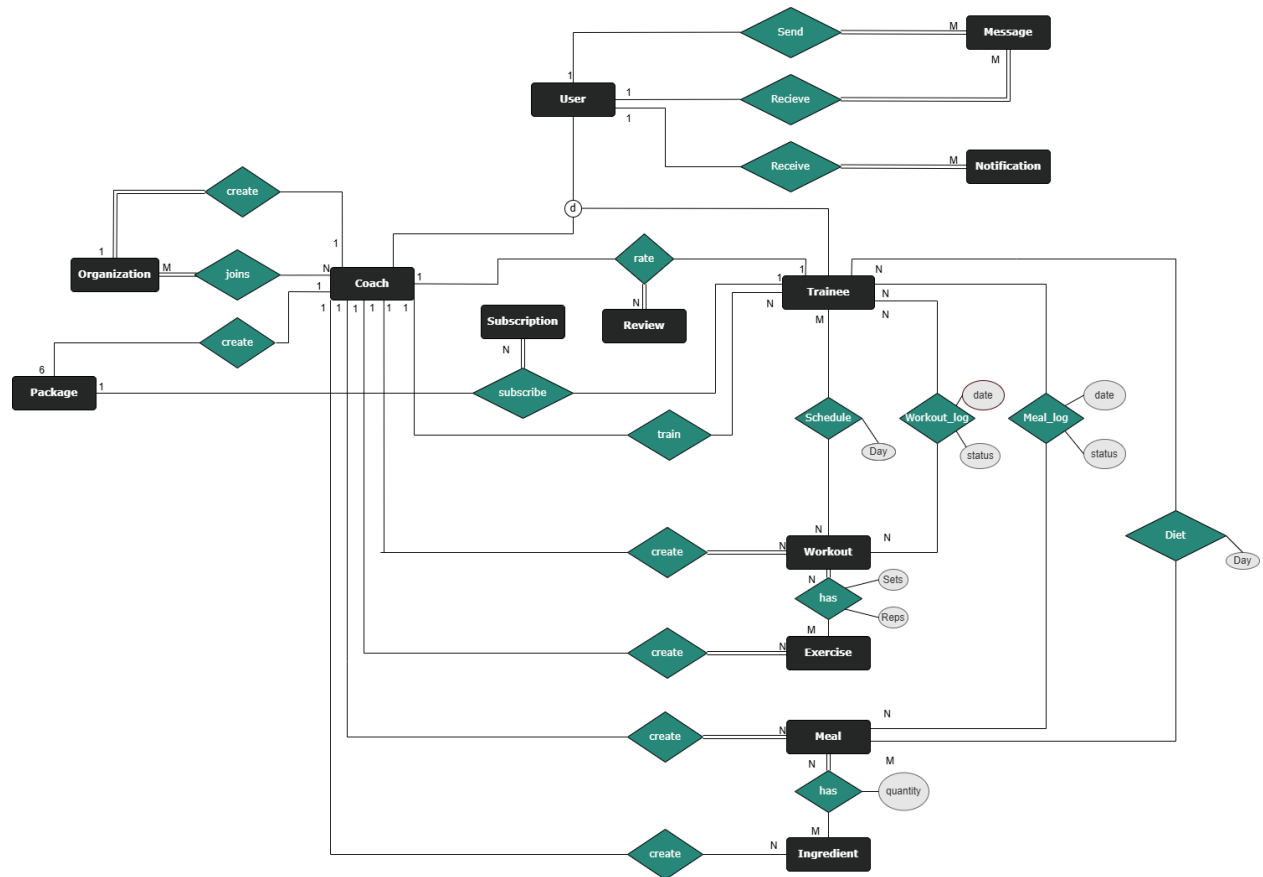 Send
M
Message
M
1
User
1
Recieve
1
Receive
M
Notification
create
d
1
1
rate
Organization
M
joins
N
Coach
1
1
1
Trainee
N
N
N
N
M
1
1
1
1
1
1
create
Subscription
N
Review
N
6
Package
1
subscribe
date
Schedule
Workout_log
date
Meal_log
train
Day
status
status
N
N
create
N
Workout
Diet
Day
N
Sets
has
Reps
M
create
N
Exercise
N
create
N
Meal
N
M
has
quantity
M
create
N
Ingredient